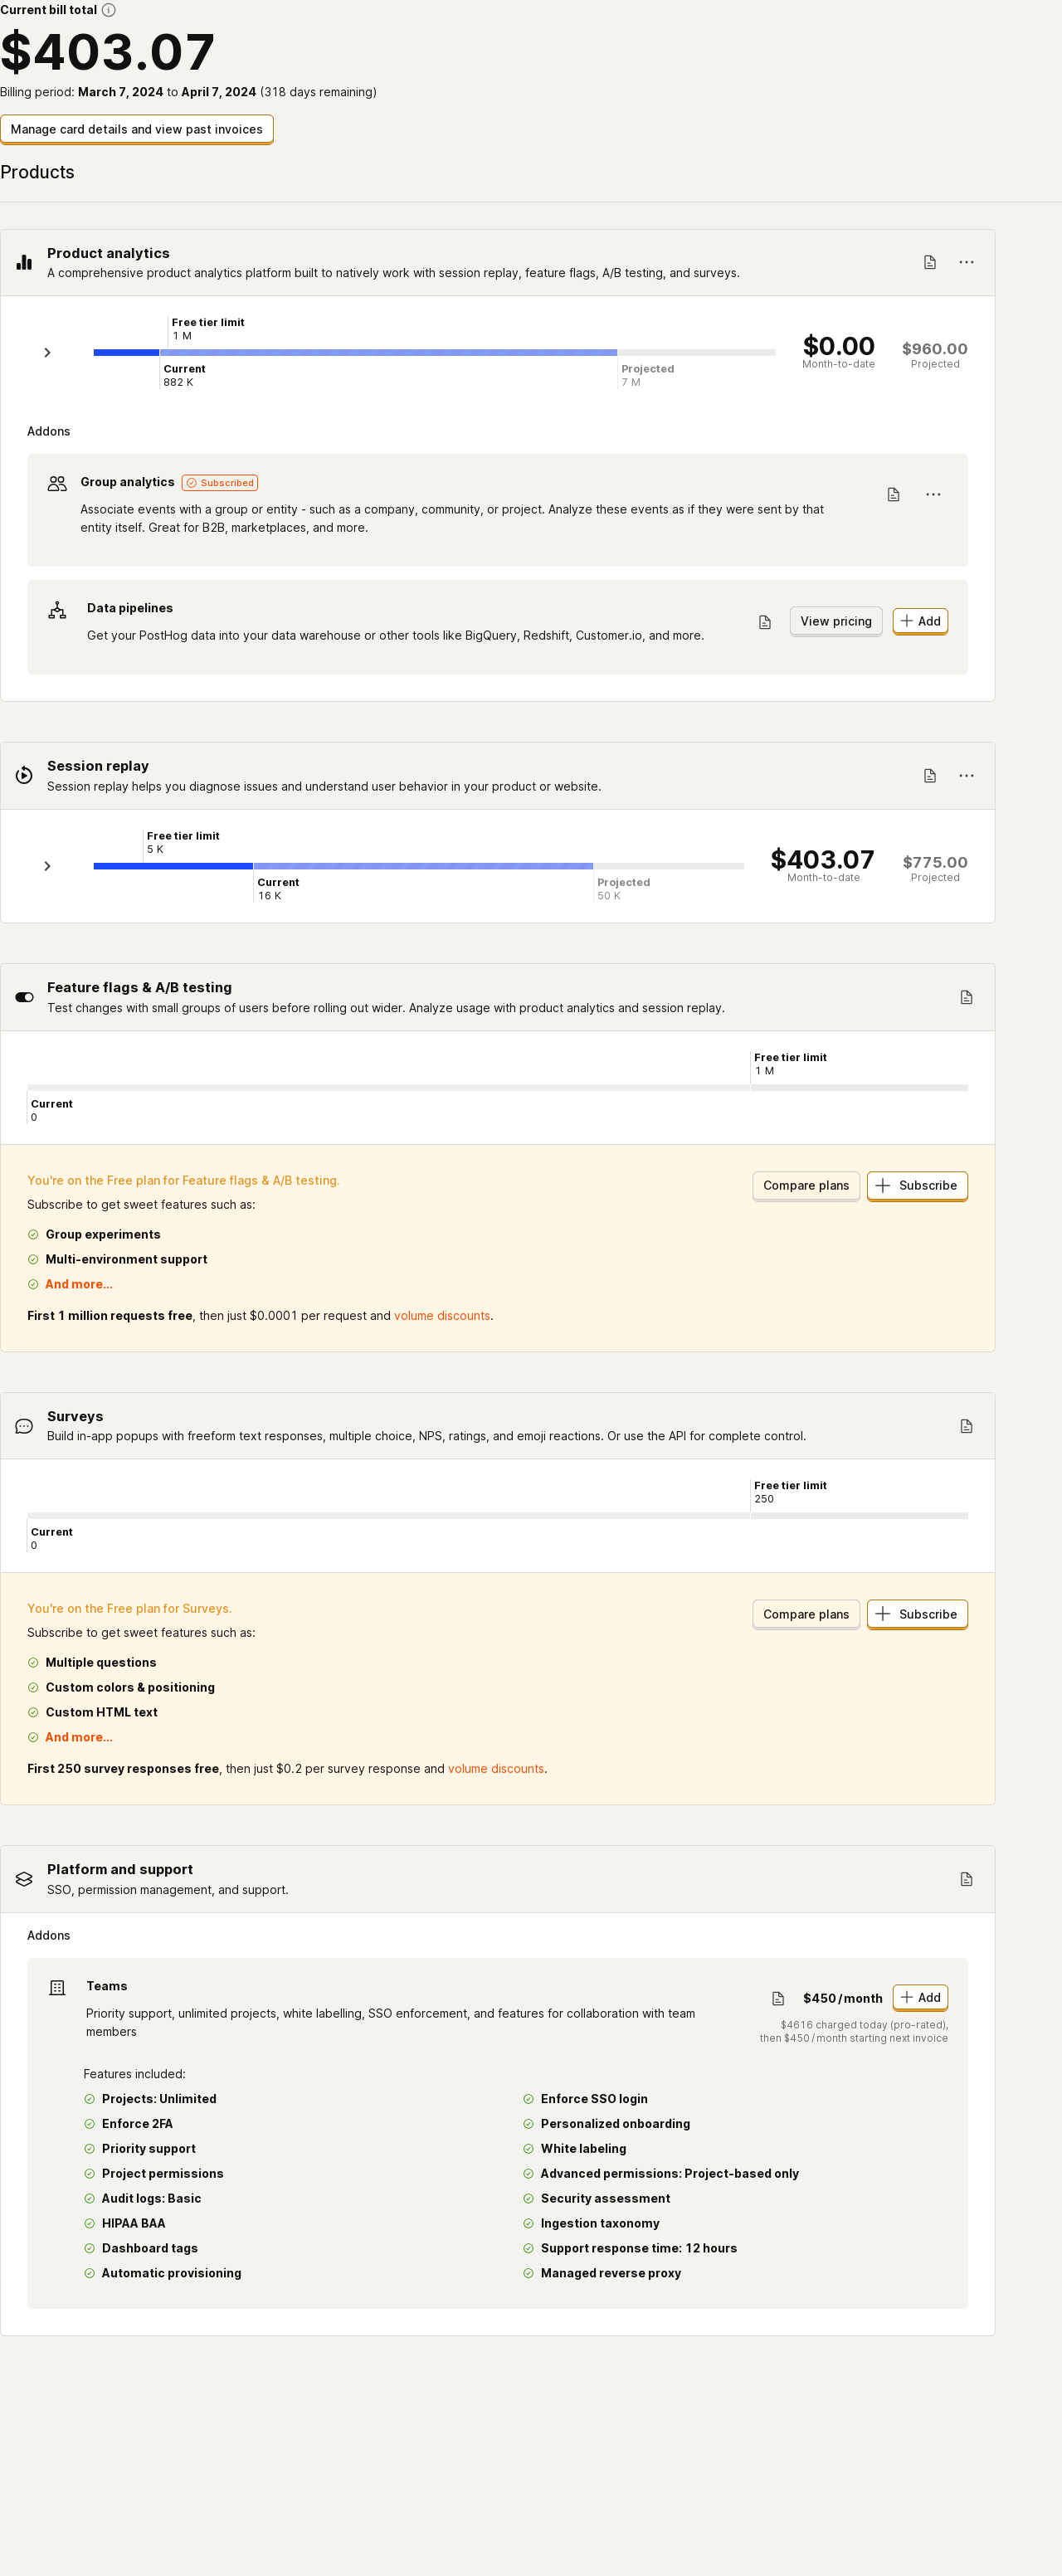 Current bill total
$403.07
Billing period: March 7, 2024 to April 7, 2024 (318 days remaining)
Manage card details and view past invoices
Products
Product analytics
A comprehensive product analytics platform built to natively work with session replay, feature flags, A/B testing, and surveys.
Free tier limit
1 M
Current
882 K
Projected
7 M
$0.00
Month-to-date
$960.00
Projected
Addons
Group analytics Subscribed
Associate events with a group or entity - such as a company, community, or project. Analyze these events as if they were sent by that
entity itself. Great for B2B, marketplaces, and more.
Data pipelines
Get your PostHog data into your data warehouse or other tools like BigQuery, Redshift, Customer.io, and more.
View pricing
Add
Session replay
Session replay helps you diagnose issues and understand user behavior in your product or website.
Free tier limit
5 K
Current
16 K
Projected
50 K
$403.07
Month-to-date
$775.00
Projected
Feature flags & A/B testing
Test changes with small groups of users before rolling out wider. Analyze usage with product analytics and session replay.
Free tier limit
1 M
Current
0
You're on the Free plan for Feature flags & A/B testing.
Compare plans
Subscribe
Subscribe to get sweet features such as:
Group experiments
Multi-environment support
And more...
First 1 million requests free, then just $0.0001 per request and volume discounts.
Surveys
Build in-app popups with freeform text responses, multiple choice, NPS, ratings, and emoji reactions. Or use the API for complete control.
Free tier limit
250
Current
0
You're on the Free plan for Surveys.
Compare plans
Subscribe
Subscribe to get sweet features such as:
Multiple questions
Custom colors & positioning
Custom HTML text
And more...
First 250 survey responses free, then just $0.2 per survey response and volume discounts.
Platform and support
SSO, permission management, and support.
Addons
Teams
Priority support, unlimited projects, white labelling, SSO enforcement, and features for collaboration with team
members
$450 / month
Add
$4616 charged today (pro-rated),
then $450 / month starting next invoice
Features included:
Projects: Unlimited
Enforce 2FA
Priority support
Project permissions
Audit logs: Basic
HIPAA BAA
Dashboard tags
Automatic provisioning
Enforce SSO login
Personalized onboarding
White labeling
Advanced permissions: Project-based only
Security assessment
Ingestion taxonomy
Support response time: 12 hours
Managed reverse proxy